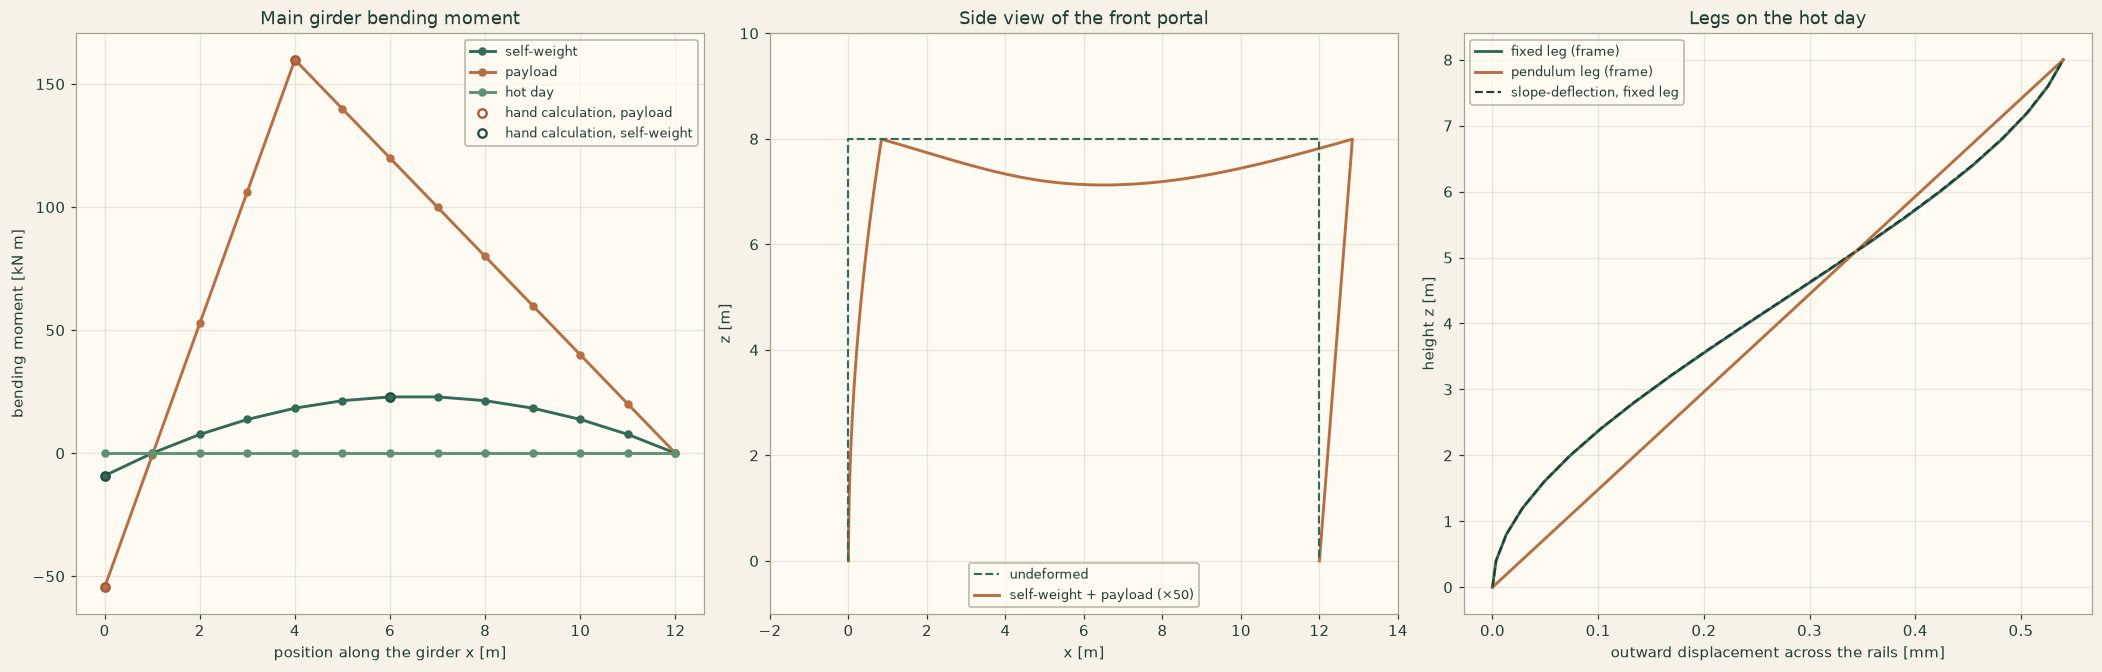 Main girder bending moment
bending moment [kN m]
150
100
50
0
−50
0
2
4
6
8
10
12
position along the girder x [m]
self-weight
payload
hot day
hand calculation, payload
hand calculation, self-weight
Side view of the front portal
z [m]
10
8
6
4
2
0
−2
0
2
4
6
8
10
12
14
x [m]
undeformed
self-weight + payload (×50)
Legs on the hot day
height z [m]
8
7
6
5
4
3
2
1
0
0.0
0.1
0.2
0.3
0.4
0.5
outward displacement across the rails [mm]
fixed leg (frame)
pendulum leg (frame)
slope-deflection, fixed leg